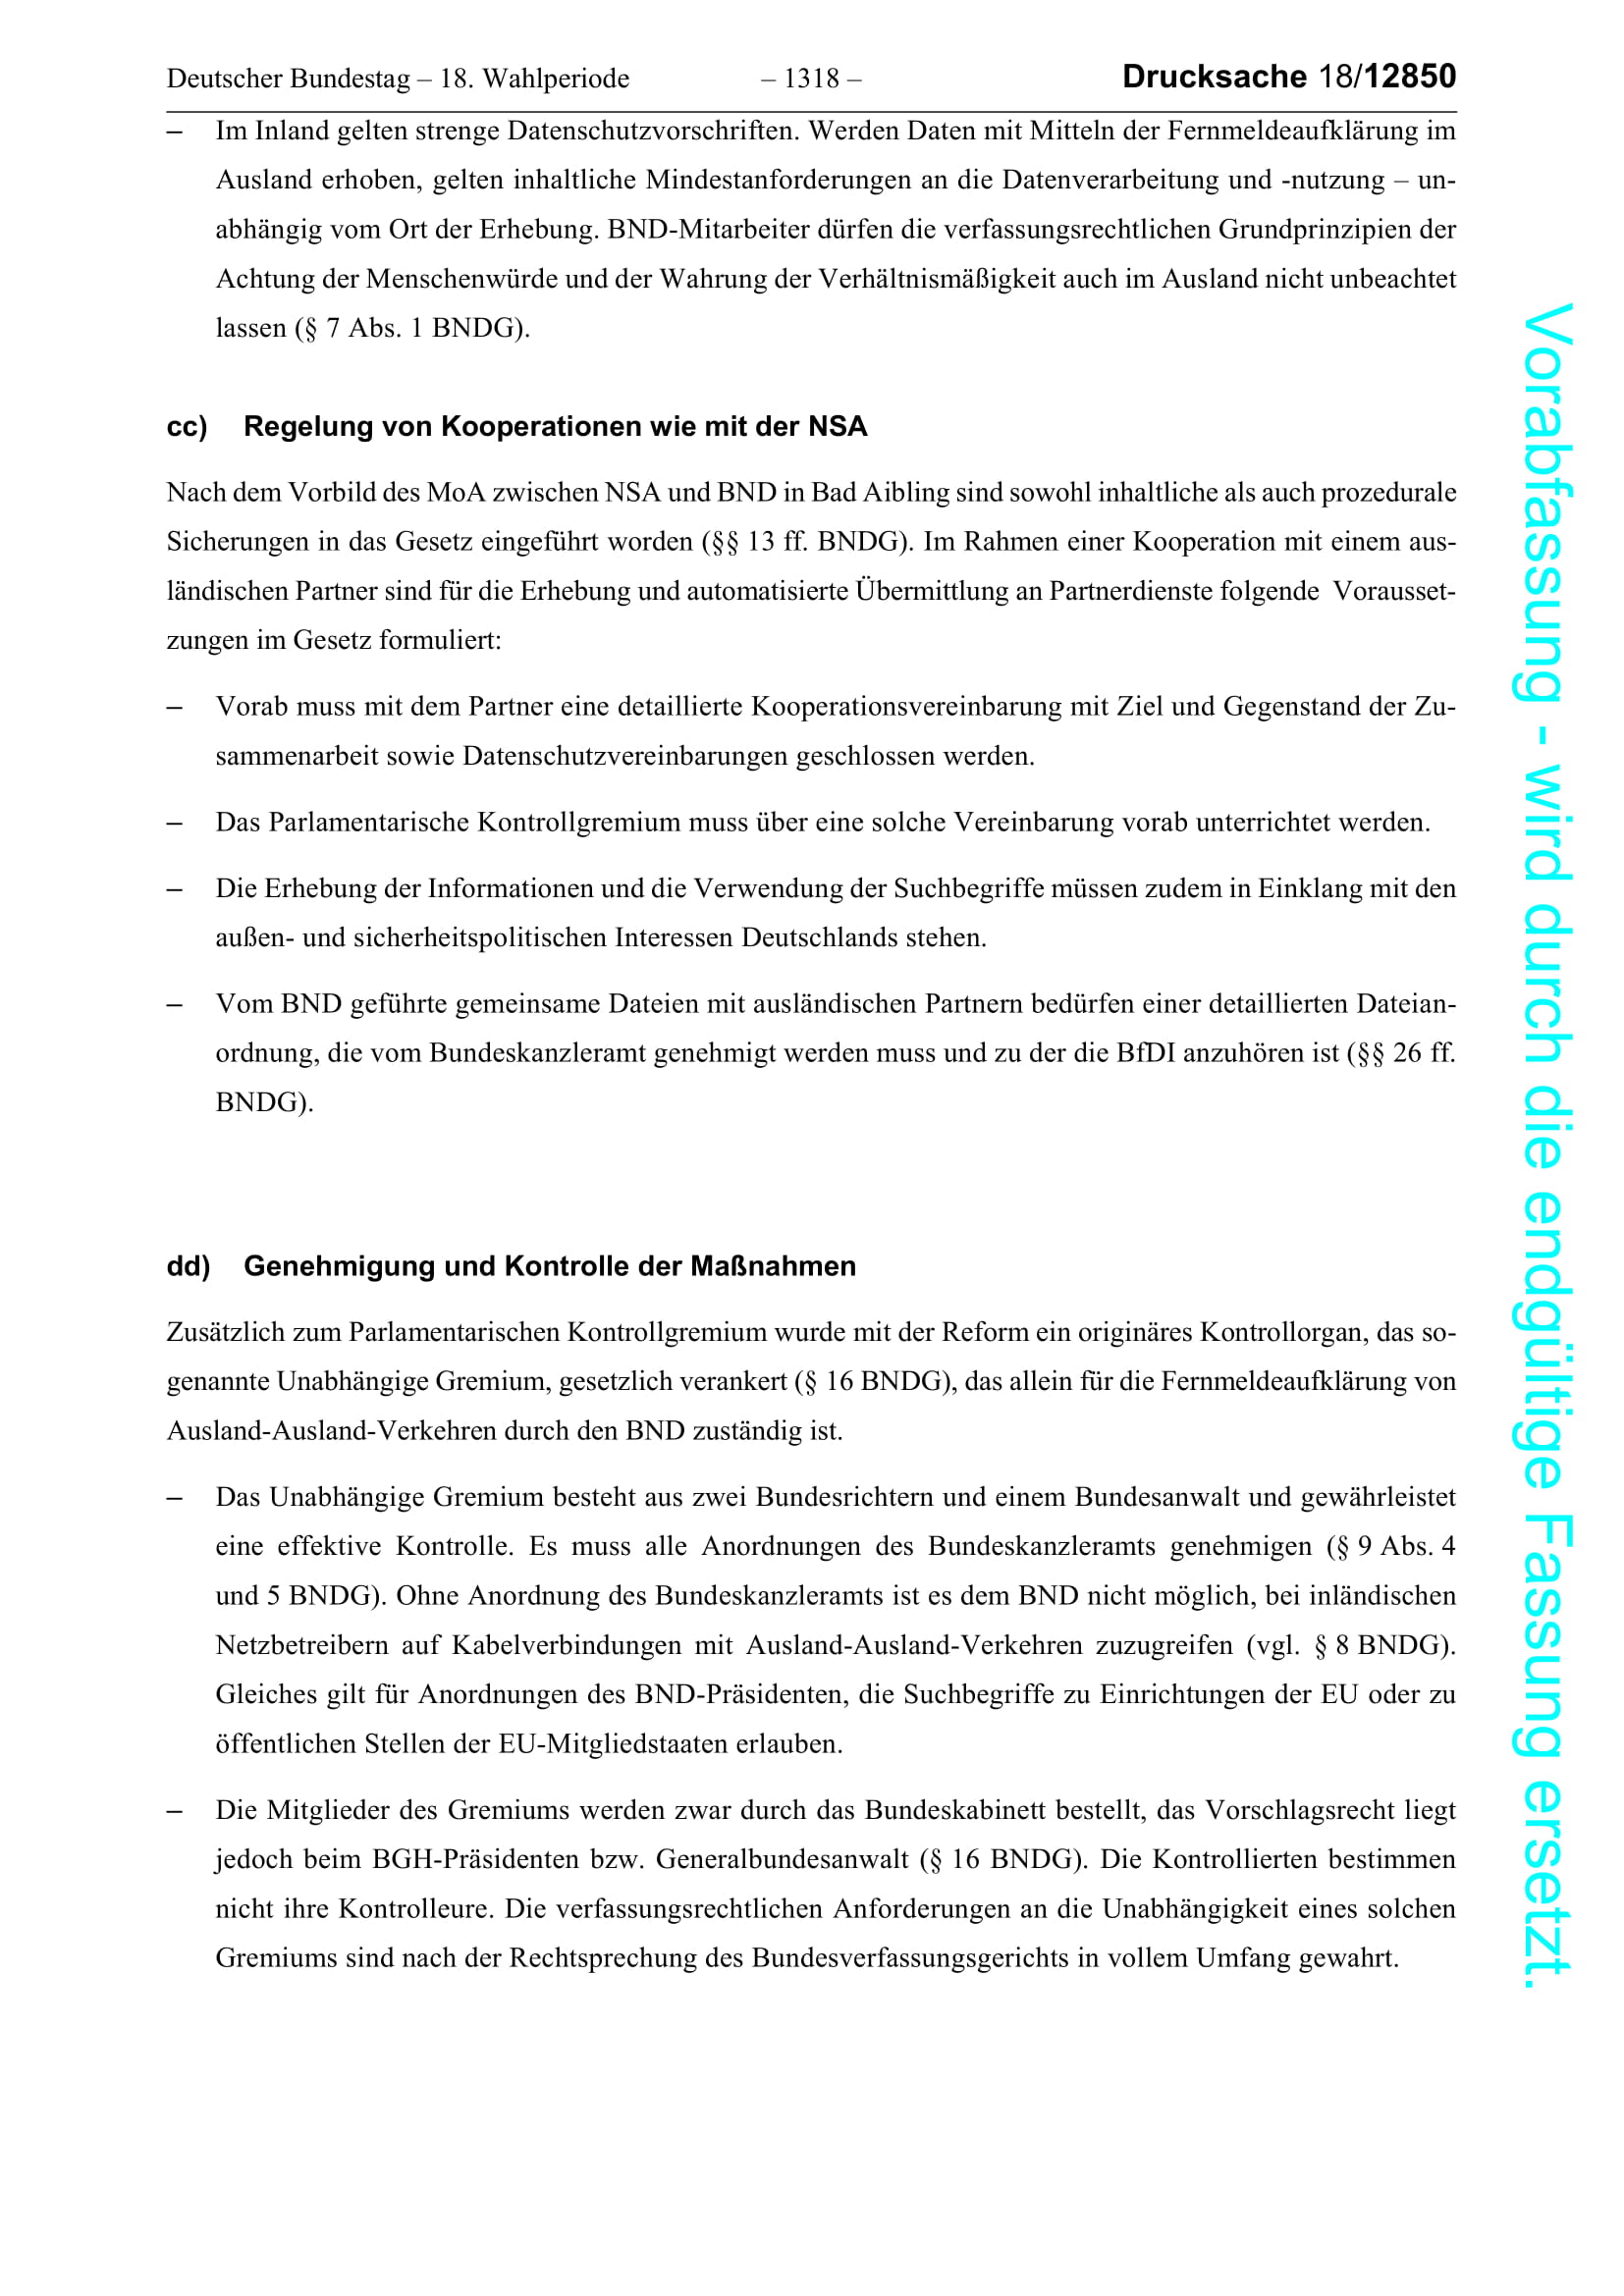 Deutscher Bundestag – 18. Wahlperiode – 1318 – Drucksache 18/12850
– Im Inland gelten strenge Datenschutzvorschriften. Werden Daten mit Mitteln der Fernmeldeaufklärung im
Ausland erhoben, gelten inhaltliche Mindestanforderungen an die Datenverarbeitung und -nutzung – un-
abhängig vom Ort der Erhebung. BND-Mitarbeiter dürfen die verfassungsrechtlichen Grundprinzipien der
Achtung der Menschenwürde und der Wahrung der Verhältnismäßigkeit auch im Ausland nicht unbeachtet
lassen (§ 7 Abs. 1 BNDG).
cc) Regelung von Kooperationen wie mit der NSA
Nach dem Vorbild des MoA zwischen NSA und BND in Bad Aibling sind sowohl inhaltliche als auch prozedurale
Sicherungen in das Gesetz eingeführt worden (§§ 13 ff. BNDG). Im Rahmen einer Kooperation mit einem aus-
ländischen Partner sind für die Erhebung und automatisierte Übermittlung an Partnerdienste folgende Vorausset-
zungen im Gesetz formuliert:
– Vorab muss mit dem Partner eine detaillierte Kooperationsvereinbarung mit Ziel und Gegenstand der Zu-
sammenarbeit sowie Datenschutzvereinbarungen geschlossen werden.
– Das Parlamentarische Kontrollgremium muss über eine solche Vereinbarung vorab unterrichtet werden.
– Die Erhebung der Informationen und die Verwendung der Suchbegriffe müssen zudem in Einklang mit den
außen- und sicherheitspolitischen Interessen Deutschlands stehen.
– Vom BND geführte gemeinsame Dateien mit ausländischen Partnern bedürfen einer detaillierten Dateian-
ordnung, die vom Bundeskanzleramt genehmigt werden muss und zu der die BfDI anzuhören ist (§§ 26 ff.
BNDG).
dd) Genehmigung und Kontrolle der Maßnahmen
Zusätzlich zum Parlamentarischen Kontrollgremium wurde mit der Reform ein originäres Kontrollorgan, das so-
genannte Unabhängige Gremium, gesetzlich verankert (§ 16 BNDG), das allein für die Fernmeldeaufklärung von
Ausland-Ausland-Verkehren durch den BND zuständig ist.
– Das Unabhängige Gremium besteht aus zwei Bundesrichtern und einem Bundesanwalt und gewährleistet
eine effektive Kontrolle. Es muss alle Anordnungen des Bundeskanzleramts genehmigen (§ 9 Abs. 4
und 5 BNDG). Ohne Anordnung des Bundeskanzleramts ist es dem BND nicht möglich, bei inländischen
Netzbetreibern auf Kabelverbindungen mit Ausland-Ausland-Verkehren zuzugreifen (vgl. § 8 BNDG).
Gleiches gilt für Anordnungen des BND-Präsidenten, die Suchbegriffe zu Einrichtungen der EU oder zu
öffentlichen Stellen der EU-Mitgliedstaaten erlauben.
– Die Mitglieder des Gremiums werden zwar durch das Bundeskabinett bestellt, das Vorschlagsrecht liegt
jedoch beim BGH-Präsidenten bzw. Generalbundesanwalt (§ 16 BNDG). Die Kontrollierten bestimmen
nicht ihre Kontrolleure. Die verfassungsrechtlichen Anforderungen an die Unabhängigkeit eines solchen
Gremiums sind nach der Rechtsprechung des Bundesverfassungsgerichts in vollem Umfang gewahrt.
Vorabfassung - wird durch die endgültige Fassung ersetzt.